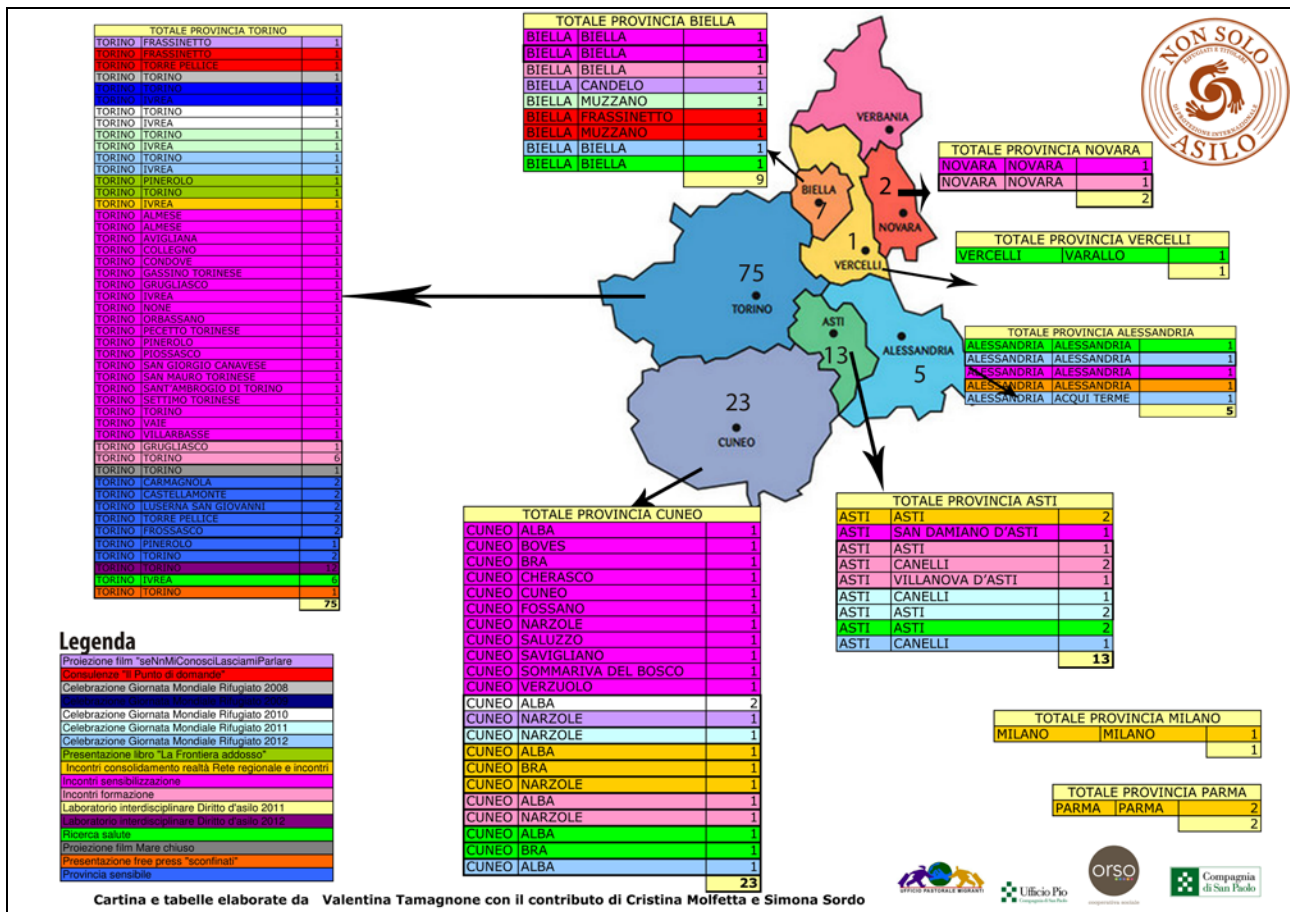 TOTALE PROVINCIA TORINO
TORINO FRASSINETTO 1
TORINO FRASSINETTO 1
TORINO TORRE PELLICE 1
TORINO TORINO 1
TORINO TORINO 1
TORINO IVREA 1
TORINO TORINO 1
TORINO IVREA 1
TORINO TORINO 1
TORINO IVREA 1
TORINO TORINO 1
TORINO IVREA 1
TORINO PINEROLO 1
TORINO TORINO 1
TORINO IVREA 1
TORINO ALMESE 1
TORINO ALMESE 1
TORINO AVIGLIANA 1
TORINO COLLEGNO 1
TORINO CONDOVE 1
TORINO GASSINO TORINESE 1
TORINO GRUGLIASCO 1
TORINO IVREA 1
TORINO NONE 1
TORINO ORBASSANO 1
TORINO PECETTO TORINESE 1
TORINO PINEROLO 1
TORINO PIOSSASCO 1
TORINO SAN GIORGIO CANAVESE 1
TORINO SAN MAURO TORINESE 1
TORINO SANT'AMBROGIO DI TORINO 1
TORINO SETTIMO TORINESE 1
TORINO TORINO 1
TORINO VAIE 1
TORINO VILLARBASSE 1
TORINO GRUGLIASCO 1
TORINO TORINO 6
TORINO TORINO 1
TORINO CARMAGNOLA 2
TORINO CASTELLAMONTE 2
TORINO LUSERNA SAN GIOVANNI 2
TORINO TORRE PELLICE 2
TORINO FROSSASCO 2
TORINO PINEROLO 1
TORINO TORINO 2
TORINO TORINO 12
TORINO IVREA 6
TORINO TORINO 1
75
TOTALE PROVINCIA BIELLA
BIELLA BIELLA 1
BIELLA BIELLA 1
BIELLA BIELLA 1
BIELLA CANDELO 1
BIELLA MUZZANO 1
BIELLA FRASSINETTO 1
BIELLA MUZZANO 1
BIELLA BIELLA 1
BIELLA BIELLA 1
9
NON SOLO
RIFUGIATI E TITOLARI
DI PROTEZIONE INTERNAZIONALE
ASILO
VERBANIA
BIELLA
7
2
NOVARA
1
VERCELLI
75
TORINO
ASTI
13
ALESSANDRIA
5
23
CUNEO
TOTALE PROVINCIA NOVARA
NOVARA NOVARA 1
NOVARA NOVARA 1
2
TOTALE PROVINCIA VERCELLI
VERCELLI VARALLO 1
1
TOTALE PROVINCIA ALESSANDRIA
ALESSANDRIA ALESSANDRIA 1
ALESSANDRIA ALESSANDRIA 1
ALESSANDRIA ALESSANDRIA 1
ALESSANDRIA ALESSANDRIA 1
ALESSANDRIA ACQUI TERME 1
5
TOTALE PROVINCIA CUNEO
CUNEO ALBA 1
CUNEO BOVES 1
CUNEO BRA 1
CUNEO CHERASCO 1
CUNEO CUNEO 1
CUNEO FOSSANO 1
CUNEO NARZOLE 1
CUNEO SALUZZO 1
CUNEO SAVIGLIANO 1
CUNEO SOMMARIVA DEL BOSCO 1
CUNEO VERZUOLO 1
CUNEO ALBA 2
CUNEO NARZOLE 1
CUNEO NARZOLE 1
CUNEO ALBA 1
CUNEO BRA 1
CUNEO NARZOLE 1
CUNEO ALBA 1
CUNEO NARZOLE 1
CUNEO ALBA 1
CUNEO BRA 1
CUNEO ALBA 1
23
TOTALE PROVINCIA ASTI
ASTI ASTI 2
ASTI SAN DAMIANO D'ASTI 1
ASTI ASTI 1
ASTI CANELLI 2
ASTI VILLANOVA D'ASTI 1
ASTI CANELLI 1
ASTI ASTI 2
ASTI ASTI 2
ASTI CANELLI 1
13
TOTALE PROVINCIA MILANO
MILANO MILANO 1
1
TOTALE PROVINCIA PARMA
PARMA PARMA 2
2
Legenda
Proiezione film "seNnMiConosciLasciamiParlare
Consulenze "Il Punto di domande"
Celebrazione Giornata Mondiale Rifugiato 2008
Celebrazione Giornata Mondiale Rifugiato 2010
Celebrazione Giornata Mondiale Rifugiato 2011
Celebrazione Giornata Mondiale Rifugiato 2012
Presentazione libro "La Frontiera addosso"
Incontri consolidamento realtà Rete regionale e incontri
Incontri sensibilizzazione
Incontri formazione
Laboratorio interdisciplinare Diritto d'asilo 2011
Laboratorio interdisciplinare Diritto d'asilo 2012
Ricerca salute
Proiezione film Mare chiuso
Presentazione free press "sconfinati"
Provincia sensibile
Cartina e tabelle elaborate da Valentina Tamagnone con il contributo di Cristina Molfetta e Simona Sordo
UFFICIO PASTORALE MIGRANTI
Ufficio Pio
Compagnia di San Paolo
orso
cooperativa sociale
Compagnia
di San Paolo